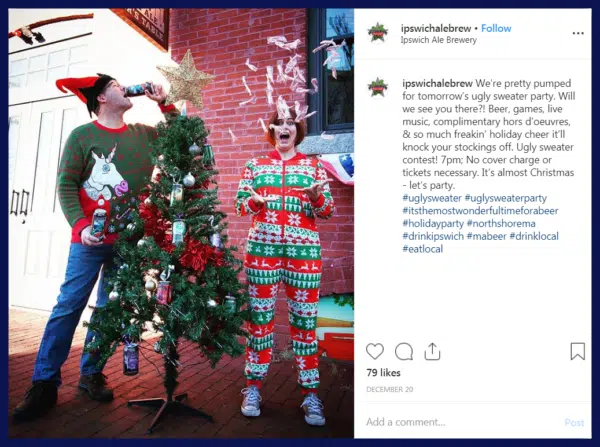 ipswichalebrew • Follow
Ipswich Ale Brewery
ipswichalebrew We’re pretty pumped
for tomorrow’s ugly sweater party. Will
we see you there?! Beer, games, live
music, complimentary hors d’oeuvres,
& so much freakin’ holiday cheer it’ll
knock your stockings off. Ugly sweater
contest! 7pm; No cover charge or
tickets necessary. It’s almost Christmas
- let’s party.
#uglysweater #uglysweaterparty
#itsthemostwonderfultimeforabeer
#holidayparty #northshorema
#drinkipswich #mabeer #drinklocal
#eatlocal
79 likes
DECEMBER 20
Add a comment...
Post